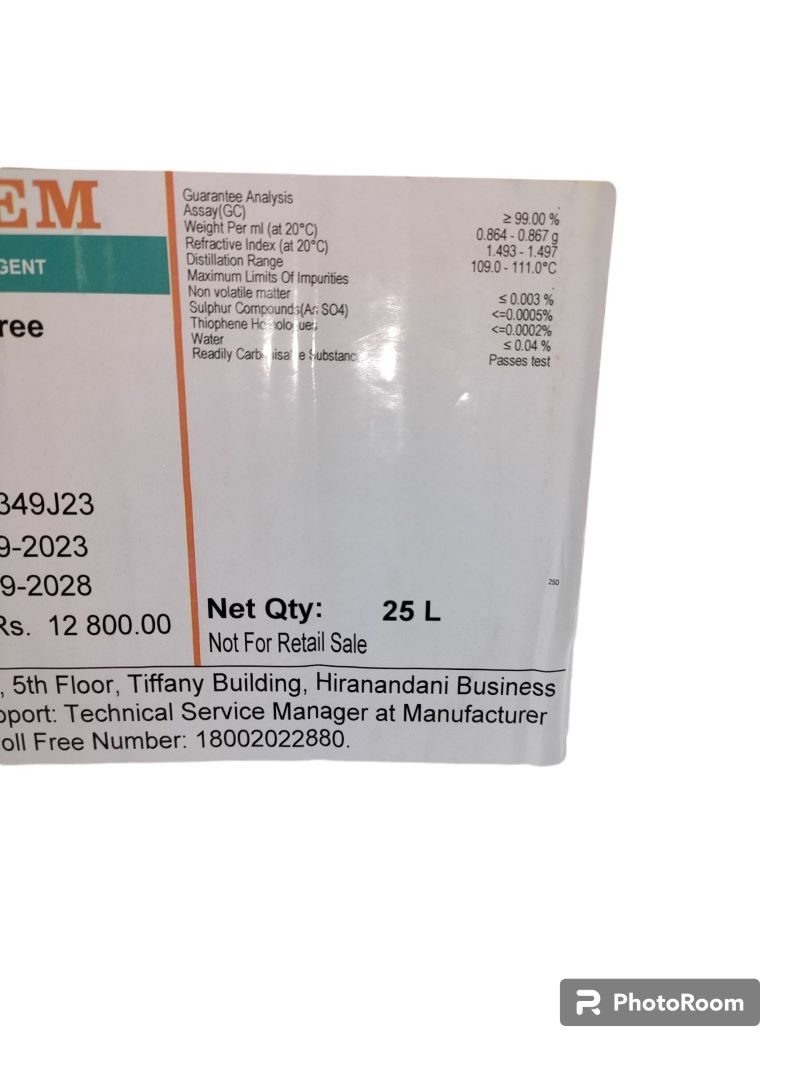 EM
GENT
ree
349J23
9-2023
9-2028
Rs. 12 800.00
Guarantee Analysis
Assay(GC) ≥ 99.00 %
Weight Per ml (at 20°C) 0.864 - 0.867 g
Refractive Index (at 20°C) 1.493 - 1.497
Distillation Range 109.0 - 111.0°C
Maximum Limits Of Impurities
Non volatile matter ≤ 0.003 %
Sulphur Compounds(As SO4) <=0.0005%
Thiophene <=0.0002%
Water ≤ 0.04 %
Readily Passes test
250
Net Qty: 25 L
Not For Retail Sale
, 5th Floor, Tiffany Building, Hiranandani Business
pport: Technical Service Manager at Manufacturer
oll Free Number: 18002022880.
PhotoRoom